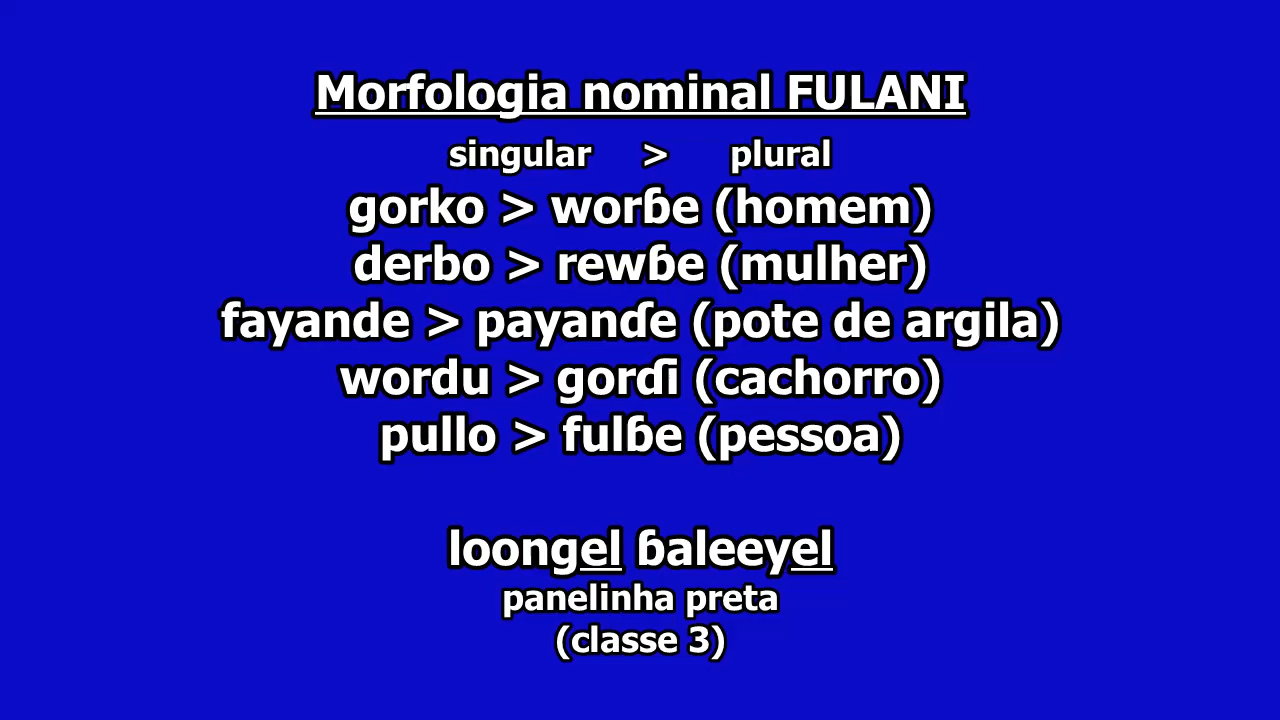 Morfologia nominal FULANI
singular > plural
gorko > worɓe (homem)
derbo > rewɓe (mulher)
fayande > payanɗe (pote de argila)
wordu > gorɗi (cachorro)
pullo > fulɓe (pessoa)
loongel ɓaleeyel
panelinha preta
(classe 3)